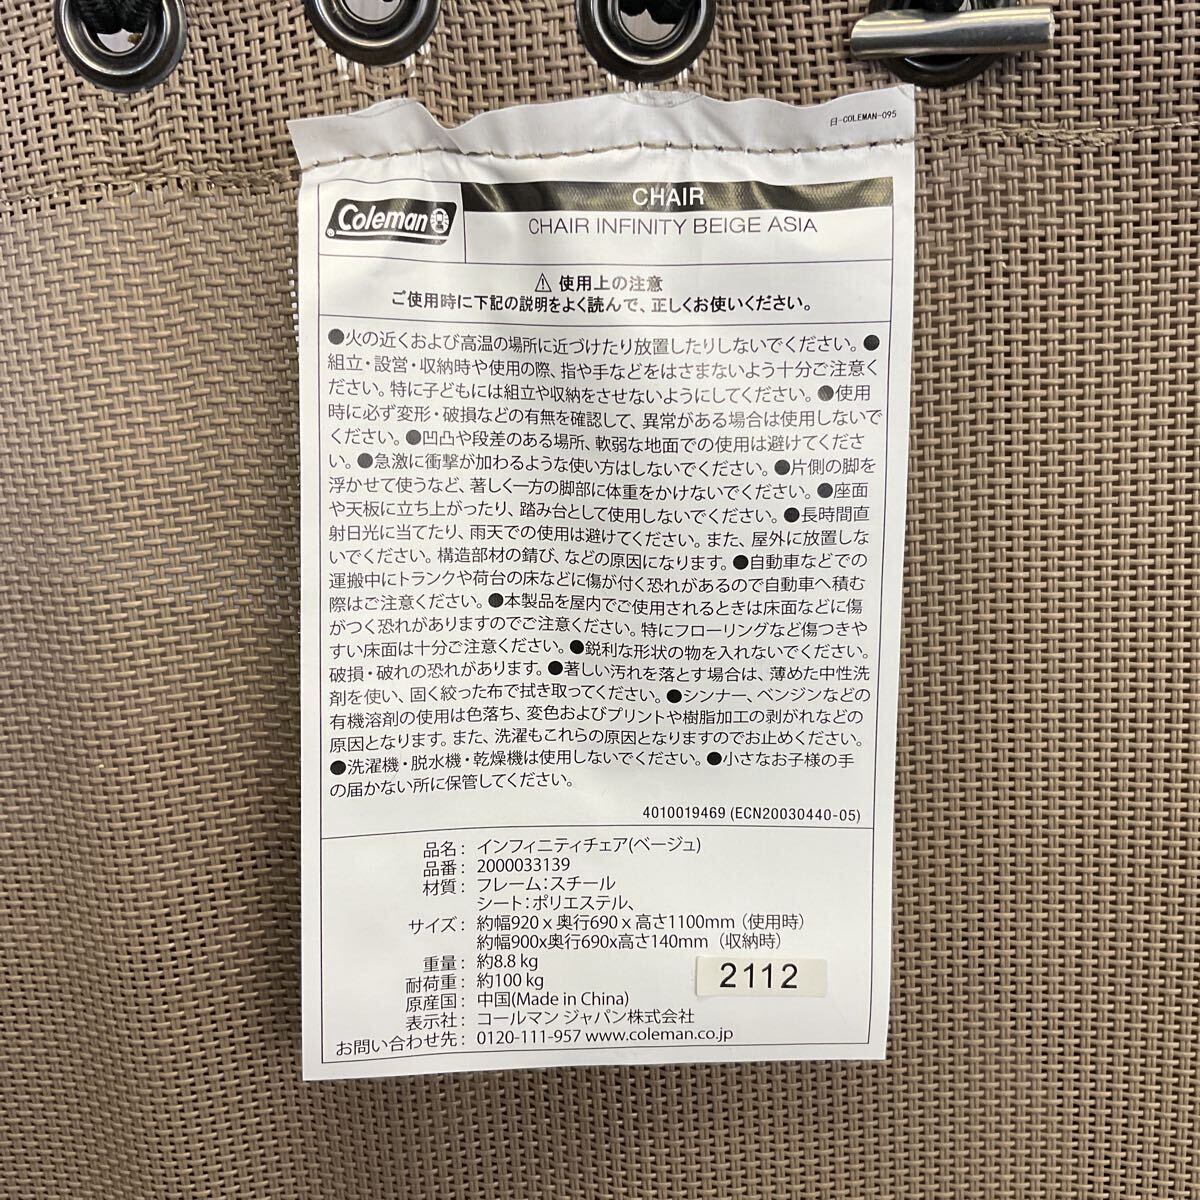 日-COLEMAN-095
Coleman
CHAIR
CHAIR INFINITY BEIGE ASIA
⚠使用上の注意
ご使用時に下記の説明をよく読んで、正しくお使いください。
●火の近くおよび高温の場所に近づけたり放置したりしないでください。●
組立・設営・収納時や使用の際、指や手などをはさまないよう十分ご注意く
ださい。特に子どもには組立や収納をさせないようにしてください。●使用
時に必ず変形・破損などの有無を確認して、異常がある場合は使用しないで
ください。●凹凸や段差のある場所、軟弱な地面での使用は避けてくださ
い。●急激に衝撃が加わるような使い方はしないでください。●片側の脚を
浮かせて使うなど、著しく一方の脚部に体重をかけないでください。●座面
や天板に立ち上がったり、踏み台として使用しないでください。●長時間直
射日光に当てたり、雨天での使用は避けてください。また、屋外に放置しな
いでください。構造部材の錆び、などの原因になります。●自動車などでの
運搬中にトランクや荷台の床などに傷が付く恐れがあるので自動車へ積む
際はご注意ください。●本製品を屋内でご使用されるときは床面などに傷
がつく恐れがありますのでご注意ください。特にフローリングなど傷つきや
すい床面は十分ご注意ください。●鋭利な形状の物を入れないでください。
破損・破れの恐れがあります。●著しい汚れを落とす場合は、薄めた中性洗
剤を使い、固く絞った布で拭き取ってください。●シンナー、ベンジンなどの
有機溶剤の使用は色落ち、変色およびプリントや樹脂加工の剥がれなどの
原因となります。また、洗濯もこれらの原因となりますのでお止めください。
●洗濯機・脱水機・乾燥機は使用しないでください。●小さなお子様の手
の届かない所に保管してください。
4010019469 (ECN20030440-05)
品名：インフィニティチェア(ベージュ)
品番：2000033139
材質：フレーム：スチール
シート：ポリエステル、
サイズ：約幅920 x 奥行690 x 高さ1100mm（使用時）
約幅900x奥行690x高さ140mm（収納時）
重量：約8.8 kg
耐荷重：約100 kg
2112
原産国：中国(Made in China)
表示社：コールマン ジャパン株式会社
お問い合わせ先：0120-111-957 www.coleman.co.jp